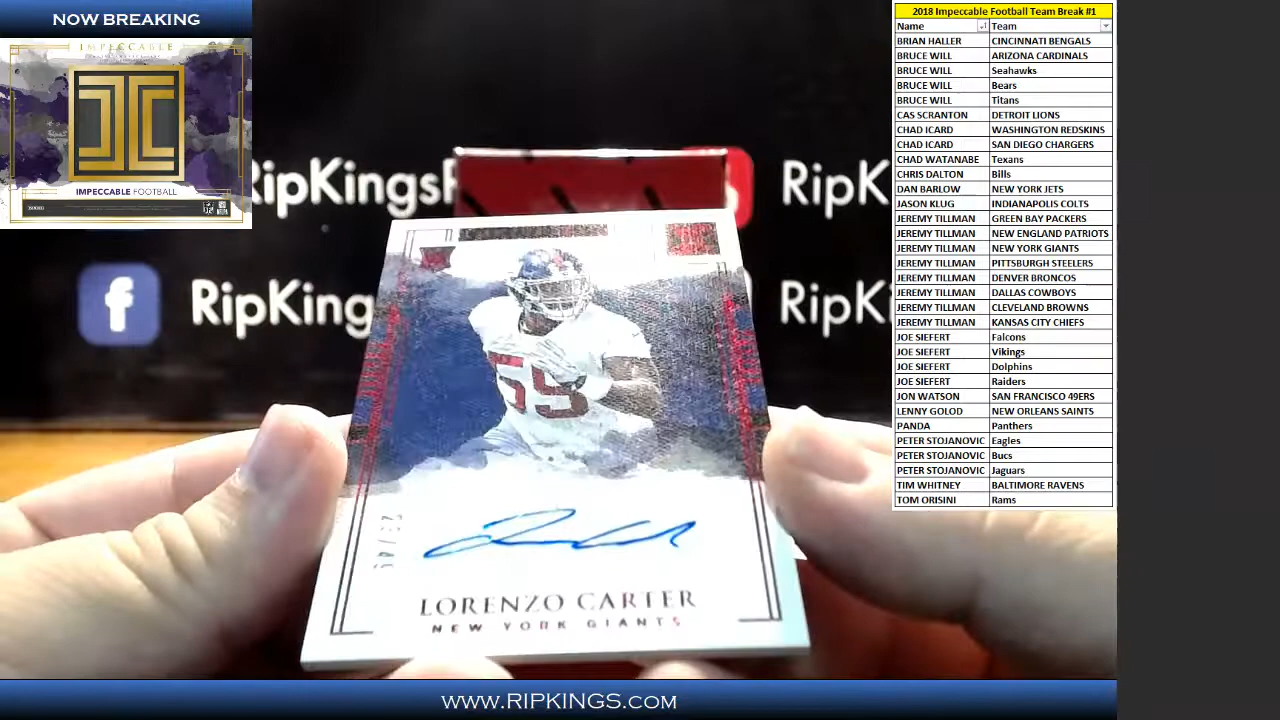 NOW BREAKING
IMPECCABLE
IMPECCABLE FOOTBALL
RipKings
RipK
f
RipKing
RipK
55
LORENZO CARTER
NEW YORK GIANTS
WWW.RIPKINGS.COM
2018 Impeccable Football Team Break #1
Name Team
BRIAN HALLER CINCINNATI BENGALS
BRUCE WILL ARIZONA CARDINALS
BRUCE WILL Seahawks
BRUCE WILL Bears
BRUCE WILL Titans
CAS SCRANTON DETROIT LIONS
CHAD ICARD WASHINGTON REDSKINS
CHAD ICARD SAN DIEGO CHARGERS
CHAD WATANABE Texans
CHRIS DALTON Bills
DAN BARLOW NEW YORK JETS
JASON KLUG INDIANAPOLIS COLTS
JEREMY TILLMAN GREEN BAY PACKERS
JEREMY TILLMAN NEW ENGLAND PATRIOTS
JEREMY TILLMAN NEW YORK GIANTS
JEREMY TILLMAN PITTSBURGH STEELERS
JEREMY TILLMAN DENVER BRONCOS
JEREMY TILLMAN DALLAS COWBOYS
JEREMY TILLMAN CLEVELAND BROWNS
JEREMY TILLMAN KANSAS CITY CHIEFS
JOE SIEFERT Falcons
JOE SIEFERT Vikings
JOE SIEFERT Dolphins
JOE SIEFERT Raiders
JON WATSON SAN FRANCISCO 49ERS
LENNY GOLOD NEW ORLEANS SAINTS
PANDA Panthers
PETER STOJANOVIC Eagles
PETER STOJANOVIC Bucs
PETER STOJANOVIC Jaguars
TIM WHITNEY BALTIMORE RAVENS
TOM ORISINI Rams